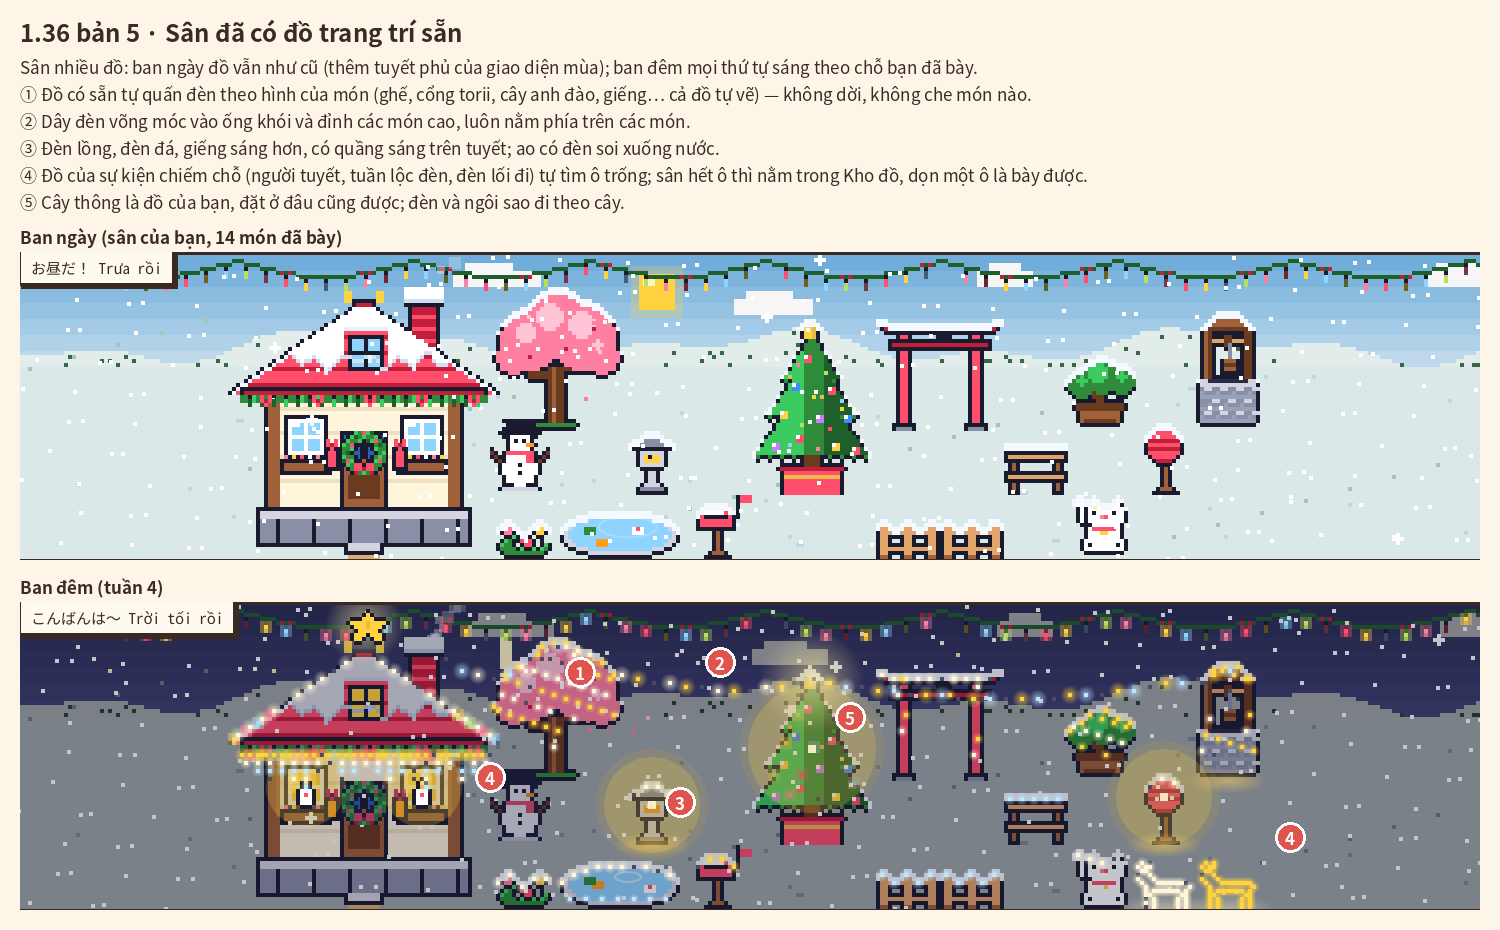 1.36 bản 5 · Sân đã có đồ trang trí sẵn
Sân nhiều đồ: ban ngày đồ vẫn như cũ (thêm tuyết phủ của giao diện mùa); ban đêm mọi thứ tự sáng theo chỗ bạn đã bày.
① Đồ có sẵn tự quấn đèn theo hình của món (ghế, cổng torii, cây anh đào, giếng… cả đồ tự vẽ) — không dời, không che món nào.
② Dây đèn võng móc vào ống khói và đỉnh các món cao, luôn nằm phía trên các món.
③ Đèn lồng, đèn đá, giếng sáng hơn, có quầng sáng trên tuyết; ao có đèn soi xuống nước.
④ Đồ của sự kiện chiếm chỗ (người tuyết, tuần lộc đèn, đèn lối đi) tự tìm ô trống; sân hết ô thì nằm trong Kho đồ, dọn một ô là bày được.
⑤ Cây thông là đồ của bạn, đặt ở đâu cũng được; đèn và ngôi sao đi theo cây.
Ban ngày (sân của bạn, 14 món đã bày)
お昼だ！ Trưa rồi
Ban đêm (tuần 4)
こんばんは〜 Trời tối rồi
1
2
5
4
3
4